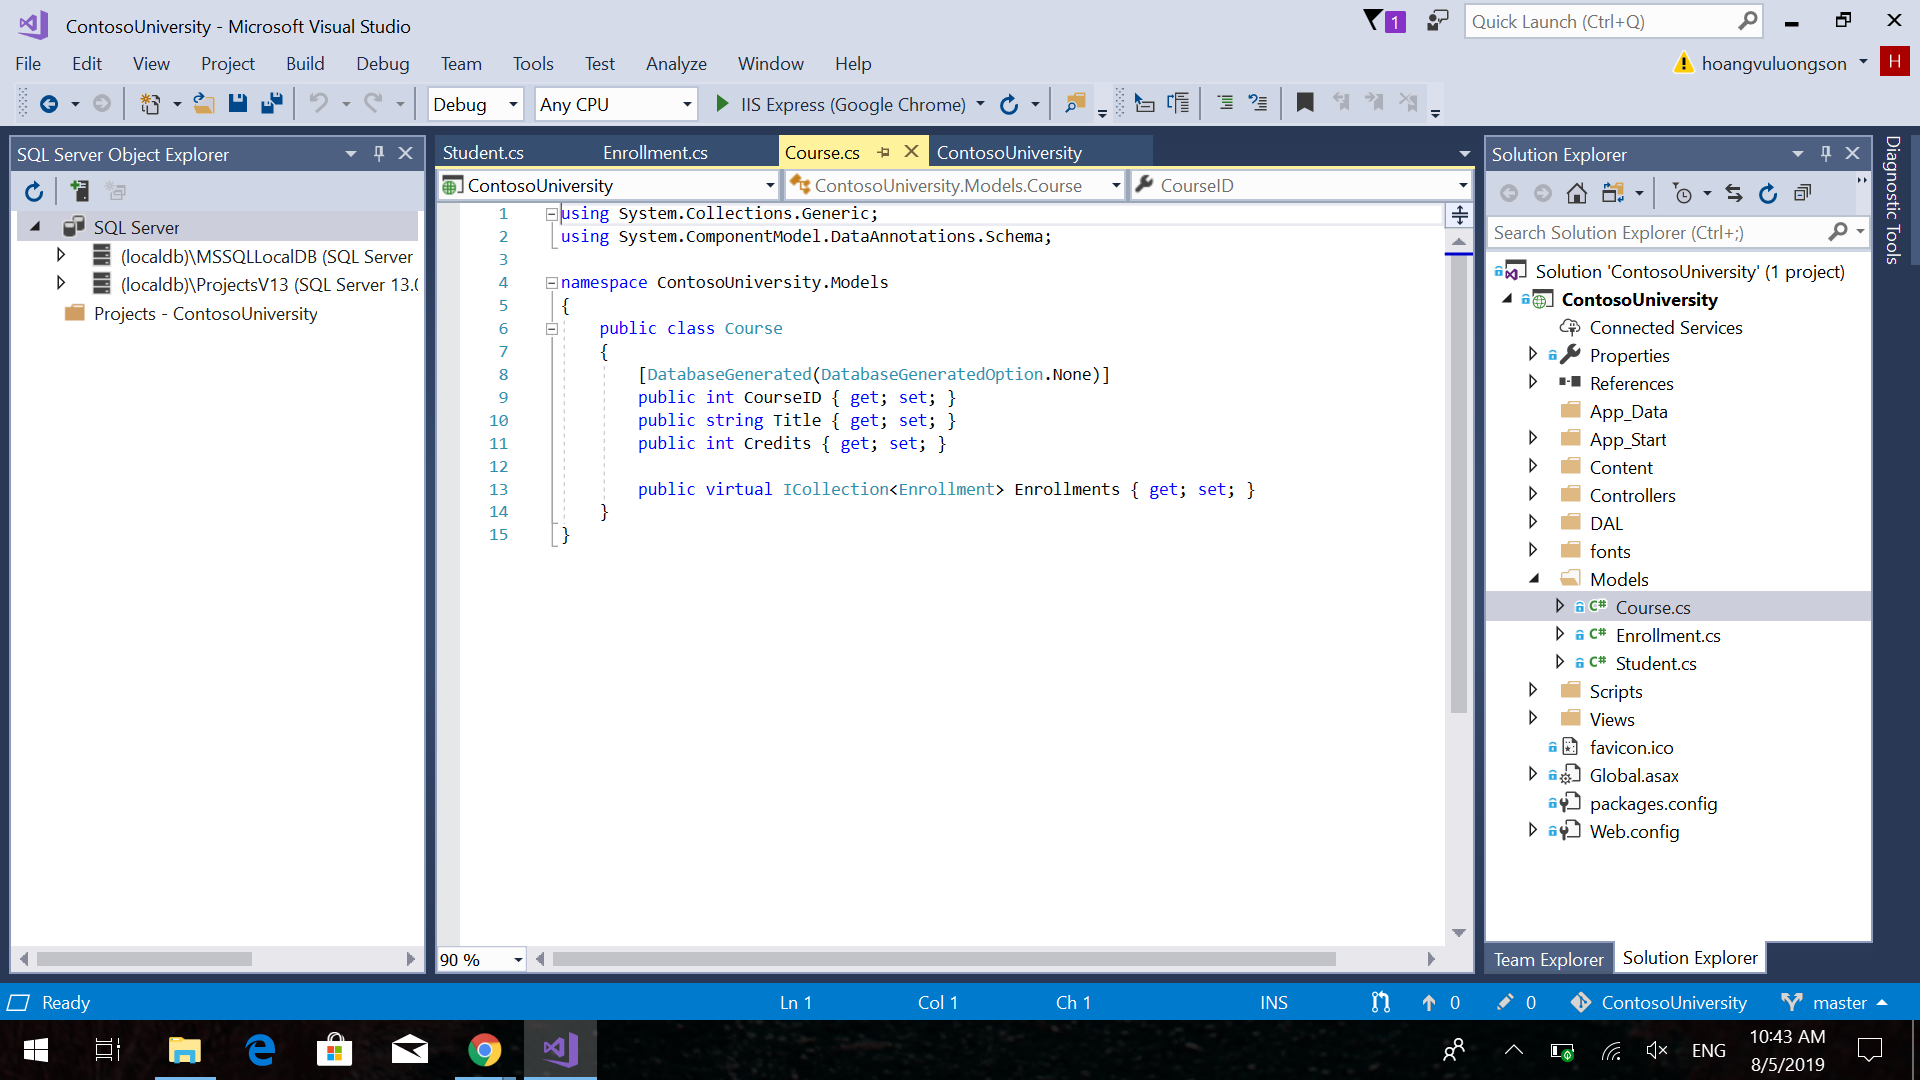 ContosoUniversity - Microsoft Visual Studio
1
Quick Launch (Ctrl+Q)
File Edit View Project Build Debug Team Tools Test Analyze Window Help
hoangvuluongson
H
Debug
Any CPU
IIS Express (Google Chrome)
SQL Server Object Explorer
SQL Server
(localdb)\MSSQLLocalDB (SQL Server
(localdb)\ProjectsV13 (SQL Server 13.0
Projects - ContosoUniversity
Student.cs Enrollment.cs Course.cs ContosoUniversity
ContosoUniversity
ContosoUniversity.Models.Course
CourseID
1 using System.Collections.Generic;
2 using System.ComponentModel.DataAnnotations.Schema;
3
4 namespace ContosoUniversity.Models
5 {
6 public class Course
7 {
8 [DatabaseGenerated(DatabaseGeneratedOption.None)]
9 public int CourseID { get; set; }
10 public string Title { get; set; }
11 public int Credits { get; set; }
12
13 public virtual ICollection<Enrollment> Enrollments { get; set; }
14 }
15 }
90 %
Solution Explorer
Search Solution Explorer (Ctrl+;)
Solution 'ContosoUniversity' (1 project)
ContosoUniversity
Connected Services
Properties
References
App_Data
App_Start
Content
Controllers
DAL
fonts
Models
C# Course.cs
C# Enrollment.cs
C# Student.cs
Scripts
Views
favicon.ico
Global.asax
packages.config
Web.config
Team Explorer Solution Explorer
Diagnostic Tools
Ready Ln 1 Col 1 Ch 1 INS 0 0 ContosoUniversity master
ENG
10:43 AM
8/5/2019